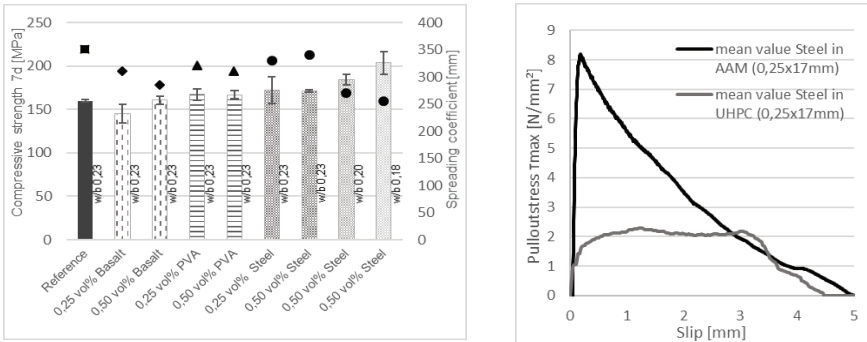 Compressive strength 7d [MPa]
250
200
150
100
50
0
w/b 0,23
w/b 0,23
w/b 0,23
w/b 0,23
w/b 0,23
w/b 0,23
w/b 0,23
w/b 0,20
w/b 0,18
400
350
300
250
200
150
100
50
0
Spreading coefficient [mm]
Reference
0,25 vol% Basalt
0,50 vol% Basalt
0,25 vol% PVA
0,50 vol% PVA
0,25 vol% Steel
0,50 vol% Steel
0,50 vol% Steel
0,50 vol% Steel
Pulloutstress τmax [N/mm²]
9
8
7
6
5
4
3
2
1
0
mean value Steel in
AAM (0,25x17mm)
mean value Steel in
UHPC (0,25x17mm)
0
1
2
3
4
5
Slip [mm]